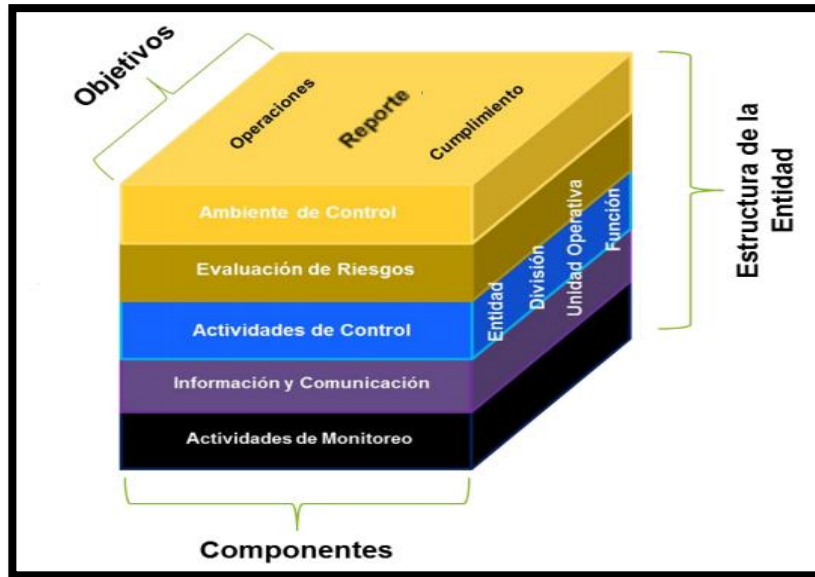 Objetivos
Operaciones
Reporte
Cumplimiento
Ambiente de Control
Evaluación de Riesgos
Actividades de Control
Información y Comunicación
Actividades de Monitoreo
Entidad
División
Unidad Operativa
Función
Estructura de la
Entidad
Componentes